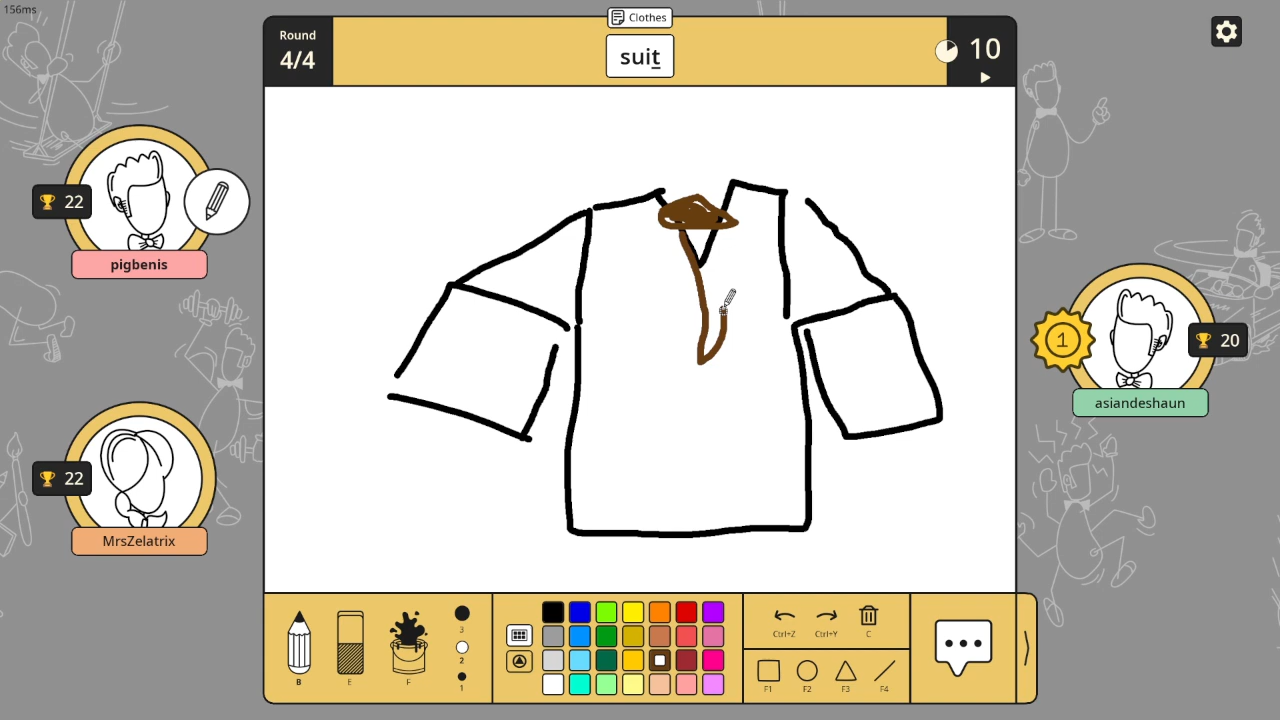 156ms
Clothes
Round
4/4
suit
10
22
pigbenis
1
20
asiandeshaun
22
MrsZelatrix
B
E
F
3
2
1
Ctrl+Z
Ctrl+Y
C
F1
F2
F3
F4